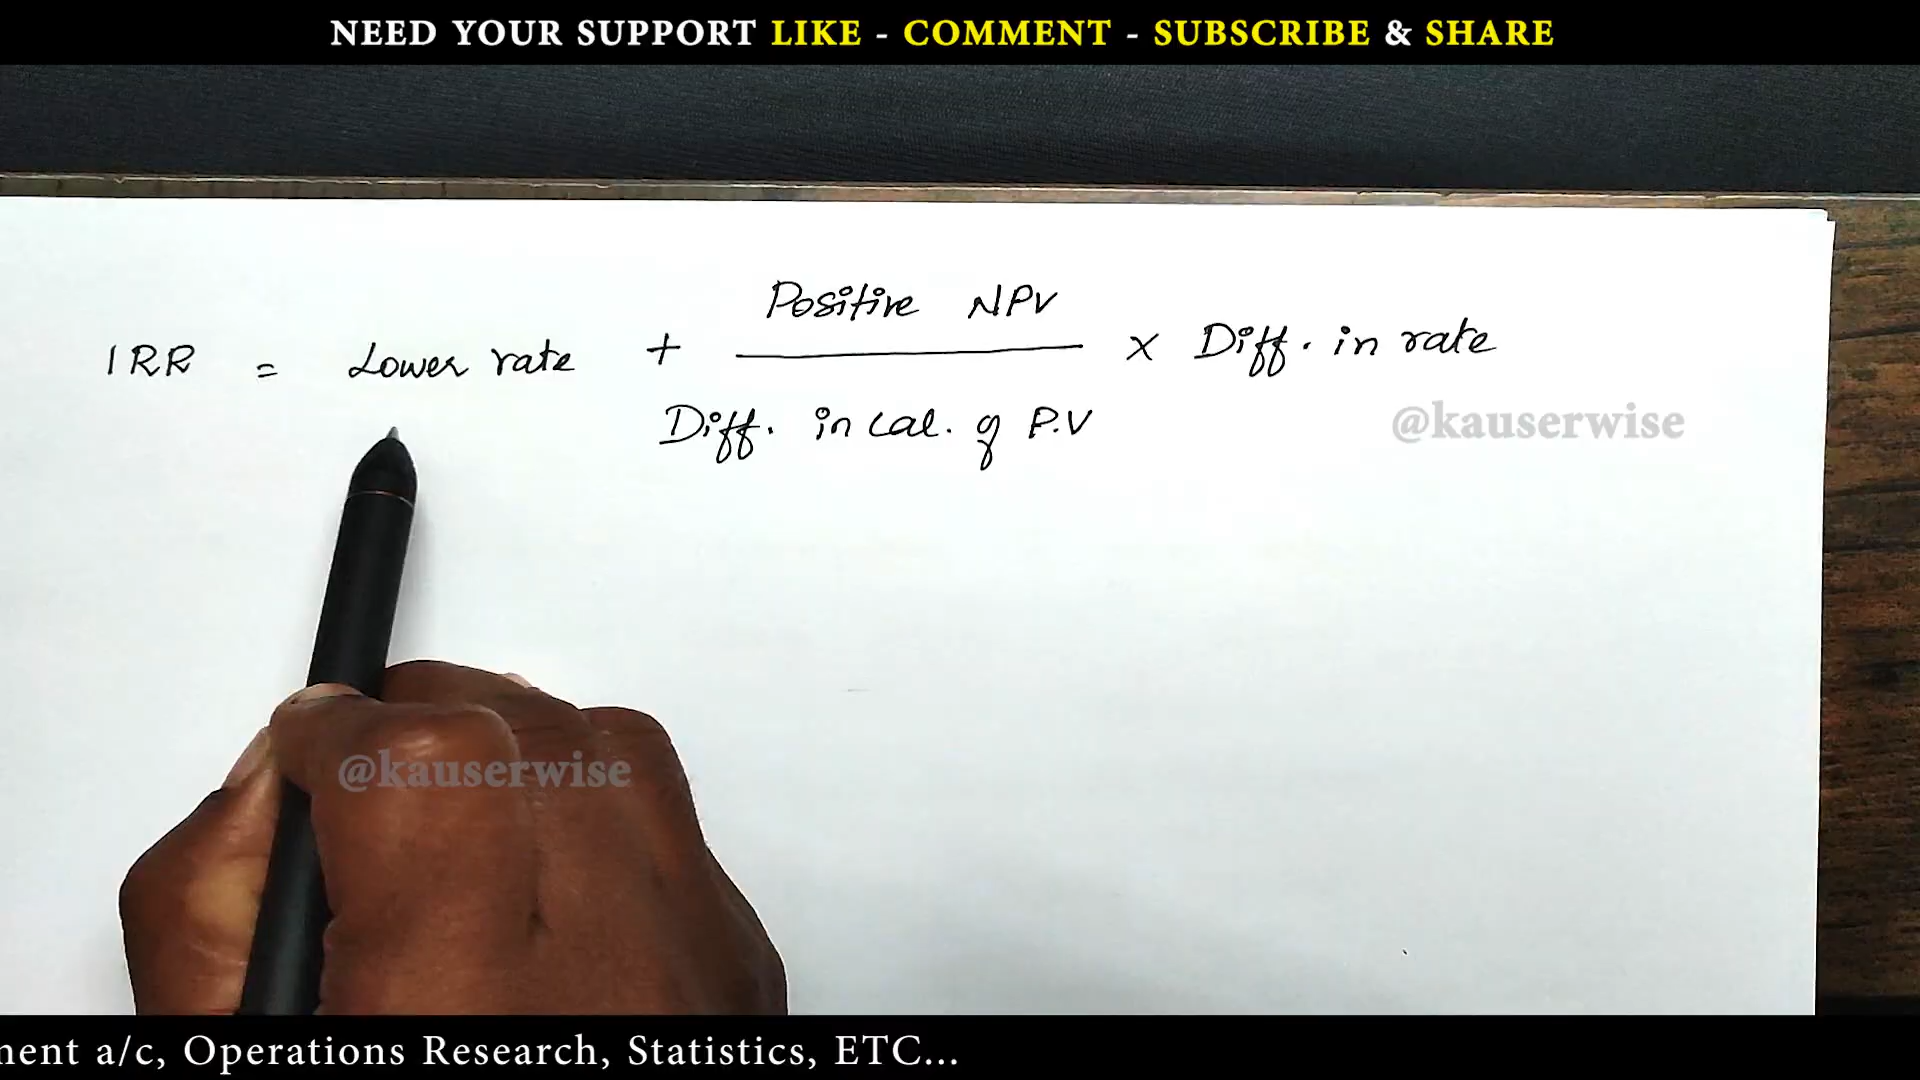 NEED YOUR SUPPORT LIKE - COMMENT - SUBSCRIBE & SHARE
Positive NPV
IRR = Lower rate + × Diff. in rate
Diff. in cal. of P.V
@kauserwise
@kauserwise
ment a/c, Operations Research, Statistics, ETC...